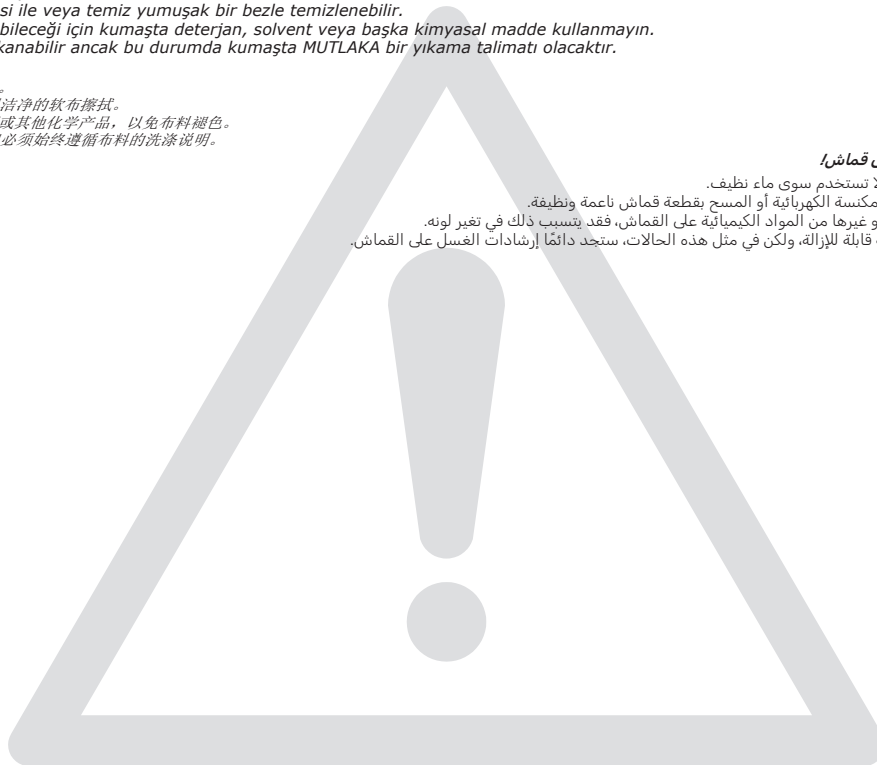 si ile veya temiz yumuşak bir bezle temizlenebilir.
bileceği için kumaşta deterjan, solvent veya başka kimyasal madde kullanmayın.
kanabilir ancak bu durumda kumaşta MUTLAKA bir yıkama talimatı olacaktır.
。
洁净的软布擦拭。
或其他化学产品，以免布料褪色。
必须始终遵循布料的洗涤说明。
قماش!
لا تستخدم سوى ماء نظيف.
مكنسة الكهربائية أو المسح بقطعة قماش ناعمة ونظيفة.
و غيرها من المواد الكيميائية على القماش، فقد يتسبب ذلك في تغير لونه.
قابلة للإزالة، ولكن في مثل هذه الحالات، ستجد دائمًا إرشادات الغسل على القماش.